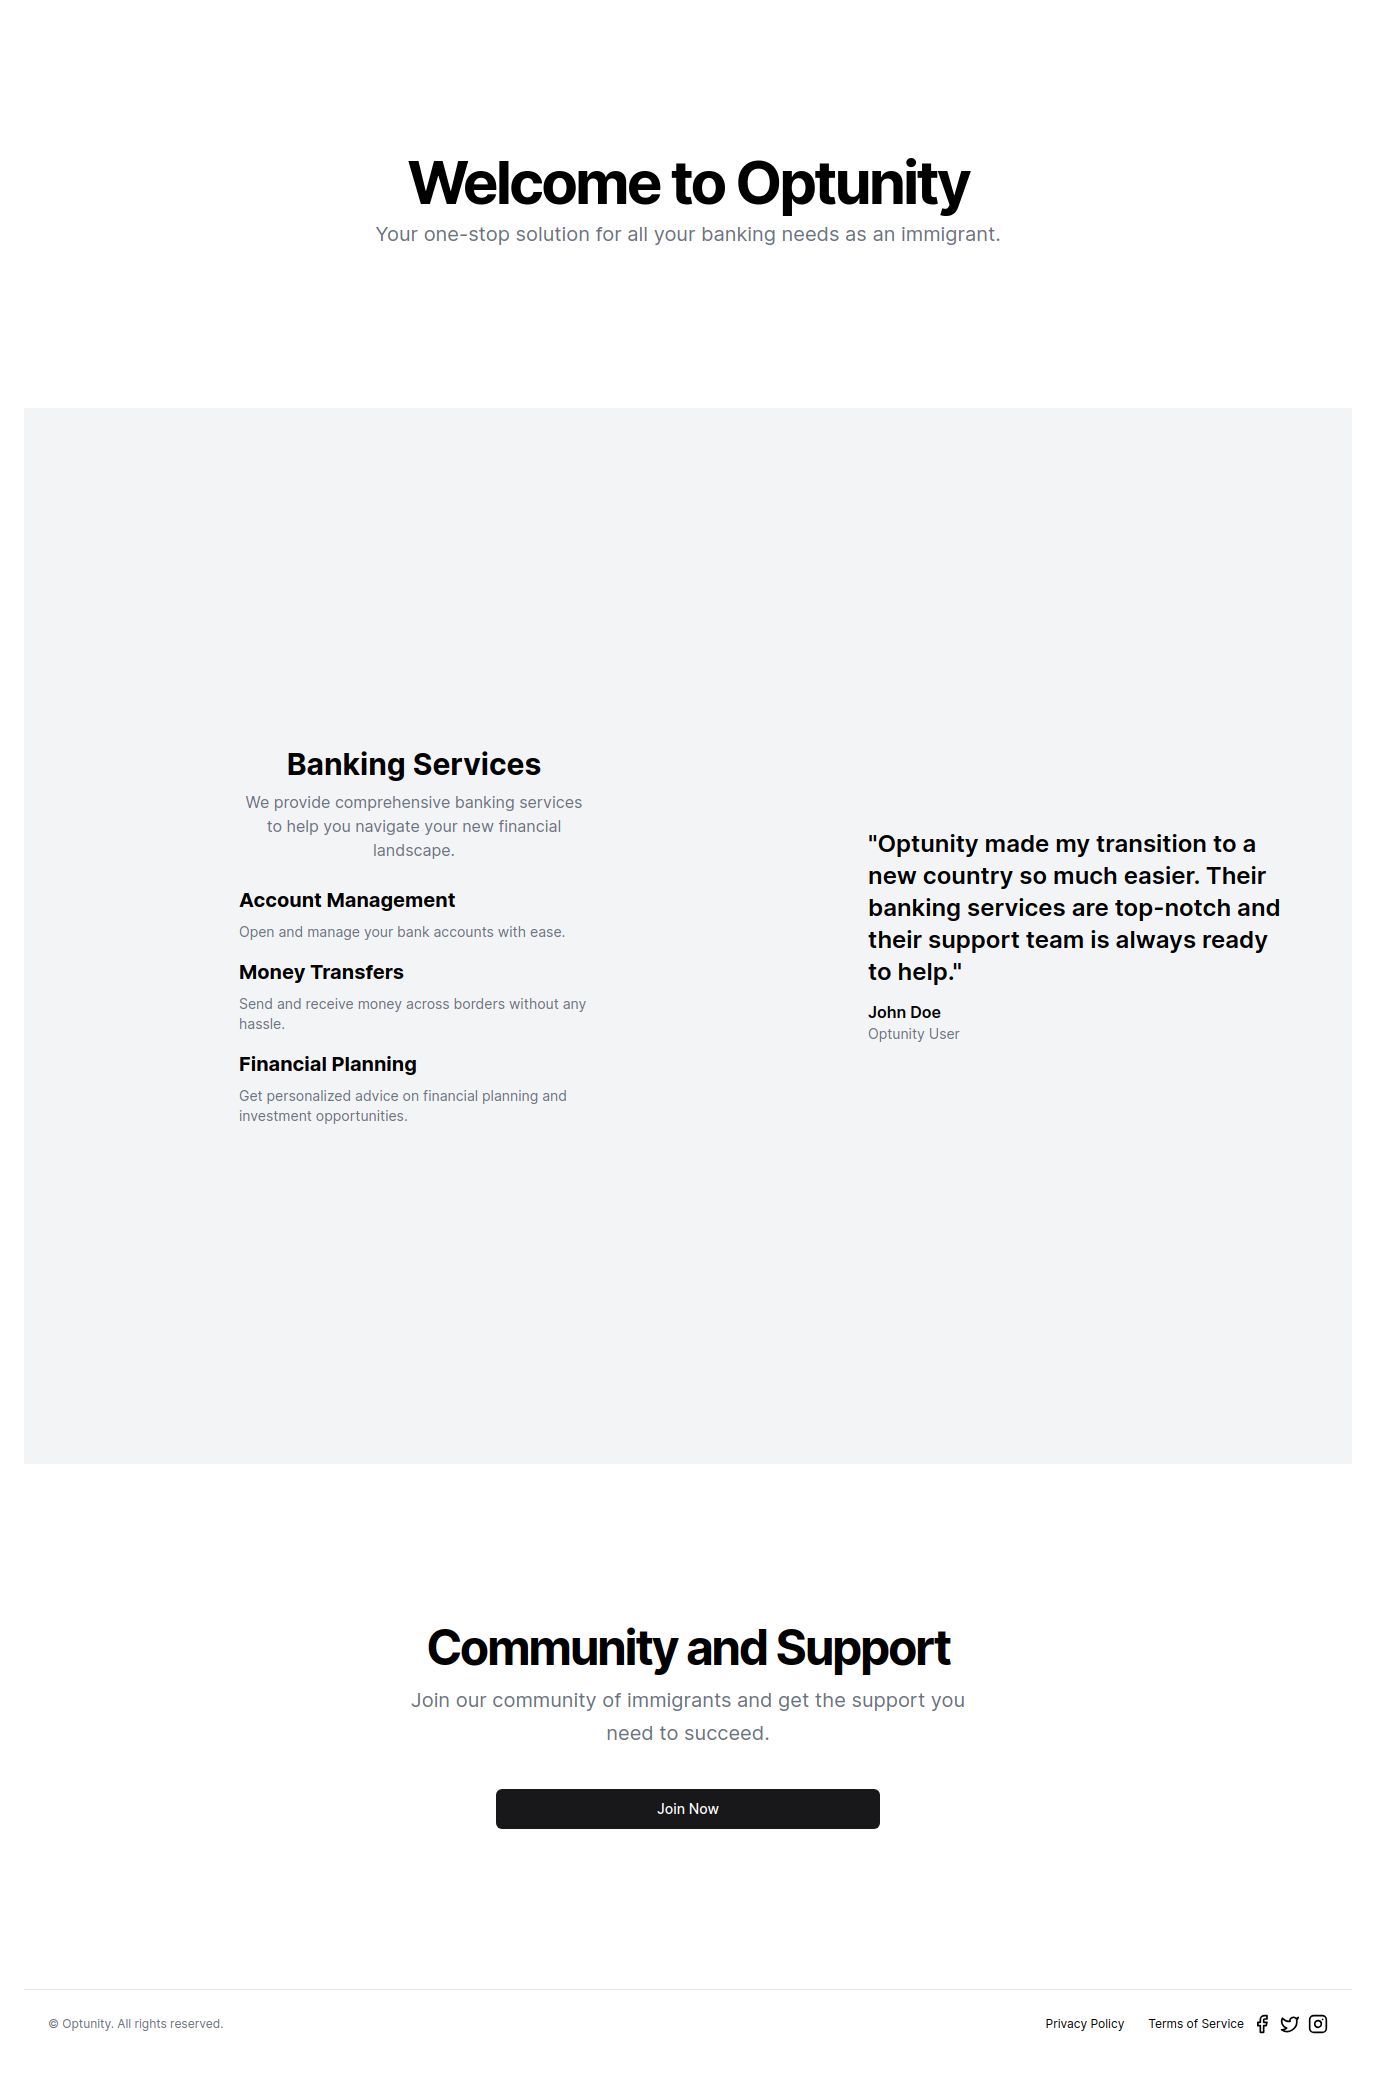 Welcome to Optunity
Your one-stop solution for all your banking needs as an immigrant.
Banking Services
We provide comprehensive banking services
to help you navigate your new financial
landscape.
Account Management
Open and manage your bank accounts with ease.
Money Transfers
Send and receive money across borders without any
hassle.
Financial Planning
Get personalized advice on financial planning and
investment opportunities.
"Optunity made my transition to a
new country so much easier. Their
banking services are top-notch and
their support team is always ready
to help."
John Doe
Optunity User
Community and Support
Join our community of immigrants and get the support you
need to succeed.
Join Now
© Optunity. All rights reserved.
Privacy Policy
Terms of Service